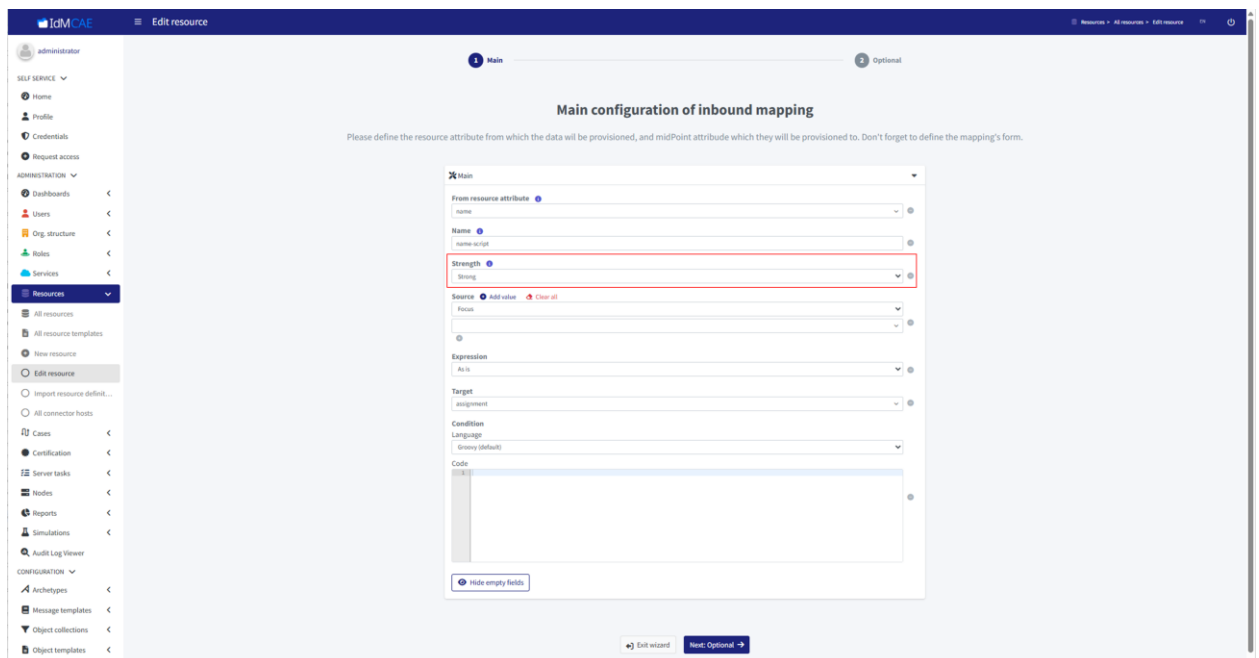 IdMCAE
Edit resource
Resources > All resources > Edit resource
EN
administrator
SELF SERVICE
Home
Profile
Credentials
Request access
ADMINISTRATION
Dashboards
Users
Org. structure
Roles
Services
Resources
All resources
All resource templates
New resource
Edit resource
Import resource definit...
All connector hosts
Cases
Certification
Server tasks
Nodes
Reports
Simulations
Audit Log Viewer
CONFIGURATION
Archetypes
Message templates
Object collections
Object templates
1 Main
2 Optional
Main configuration of inbound mapping
Please define the resource attribute from which the data wil be provisioned, and midPoint attribude which they will be provisioned to. Don't forget to define the mapping's form.
Main
From resource attribute
name
Name
name-script
Strength
Strong
Source Add value Clear all
Focus
Expression
As is
Target
assignment
Condition
Language
Groovy (default)
Code
1
Hide empty fields
Exit wizard
Next: Optional